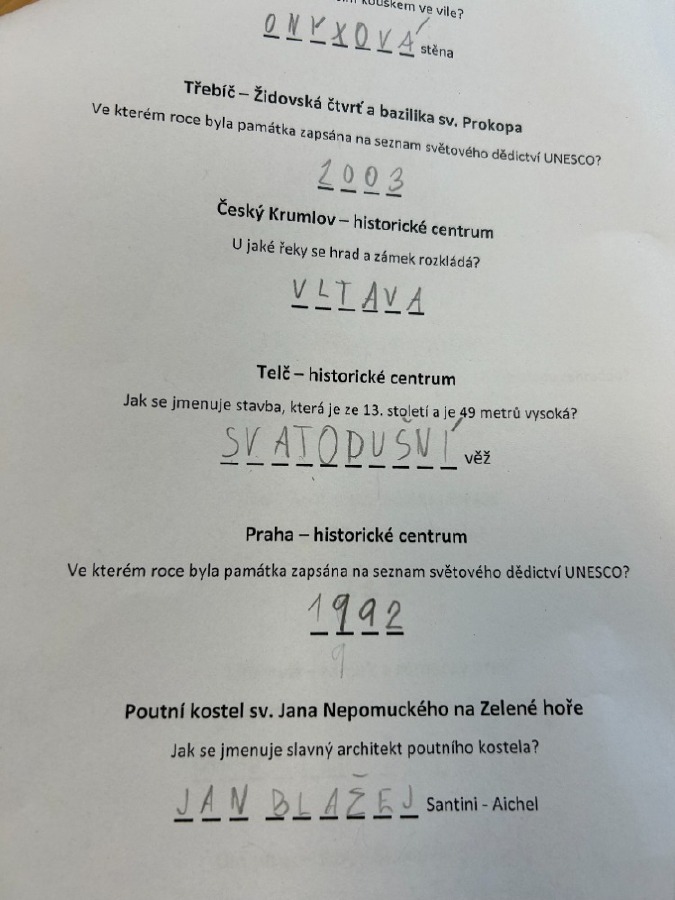 kouskem ve vile?
ONYXOVÁ stěna
Třebíč – Židovská čtvrť a bazilika sv. Prokopa
Ve kterém roce byla památka zapsána na seznam světového dědictví UNESCO?
2003
Český Krumlov – historické centrum
U jaké řeky se hrad a zámek rozkládá?
VLTAVA
Telč – historické centrum
Jak se jmenuje stavba, která je ze 13. století a je 49 metrů vysoká?
SVATODUŠNÍ věž
Praha – historické centrum
Ve kterém roce byla památka zapsána na seznam světového dědictví UNESCO?
1992
9
Poutní kostel sv. Jana Nepomuckého na Zelené hoře
Jak se jmenuje slavný architekt poutního kostela?
JAN BLAŽEJ Santini - Aichel